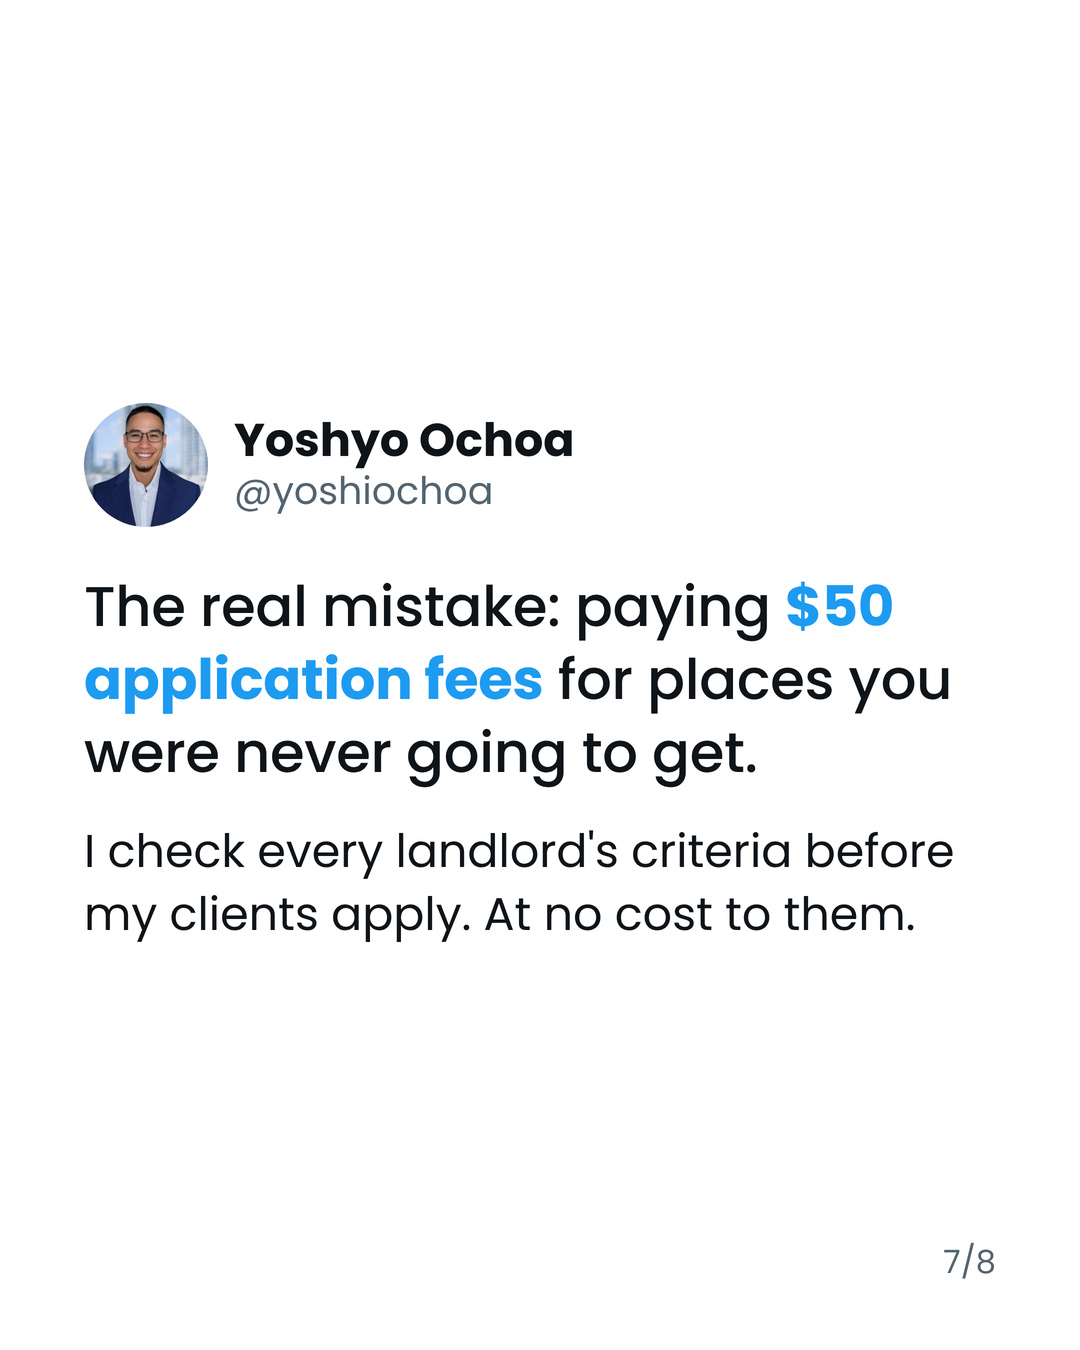 Yoshyo Ochoa
@yoshiochoa
The real mistake: paying $50
application fees for places you
were never going to get.
I check every landlord's criteria before
my clients apply. At no cost to them.
7/8